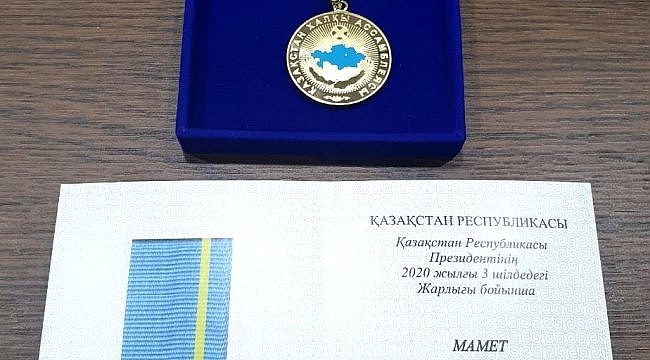 ҚАЗАҚСТАН ХАЛҚЫ АССАМБЛЕЯСЫ
ҚАЗАҚСТАН РЕСПУБЛИКАСЫ
Қазақстан Республикасы
Президентінің
2020 жылғы 3 шілдедегі
Жарлығы бойынша
МАМЕТ